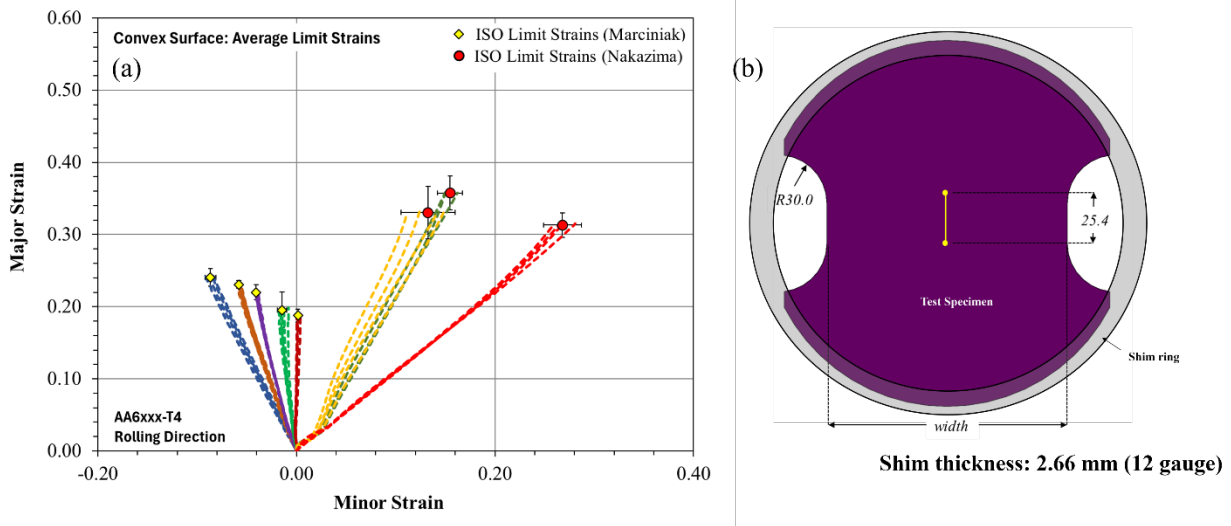 0.60
0.50
0.40
0.30
0.20
0.10
0.00
Major Strain
-0.20
0.00
0.20
0.40
Minor Strain
Convex Surface: Average Limit Strains
ISO Limit Strains (Marciniak)
ISO Limit Strains (Nakazima)
(a)
AA6xxx-T4
Rolling Direction
(b)
R30.0
25.4
Test Specimen
Shim ring
width
Shim thickness: 2.66 mm (12 gauge)